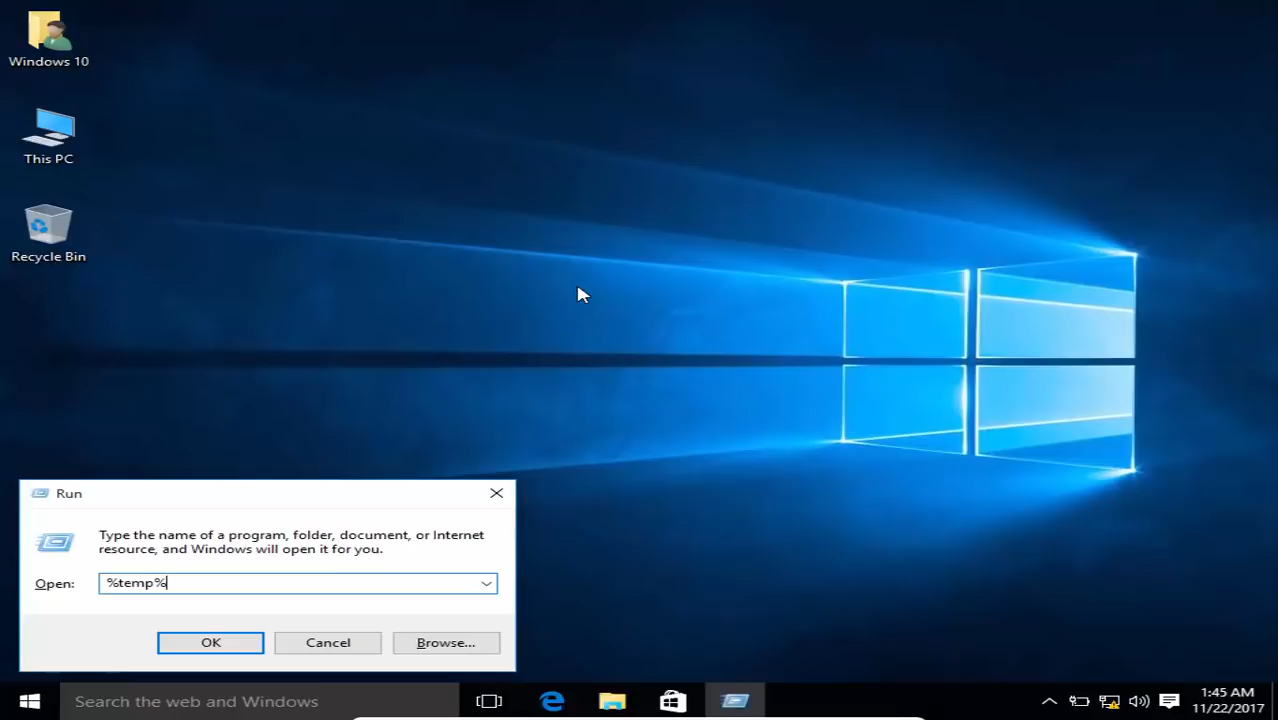 Windows 10
This PC
Recycle Bin
Run
Type the name of a program, folder, document, or Internet
resource, and Windows will open it for you.
Open:
%temp%
OK
Cancel
Browse...
Search the web and Windows
1:45 AM
11/22/2017